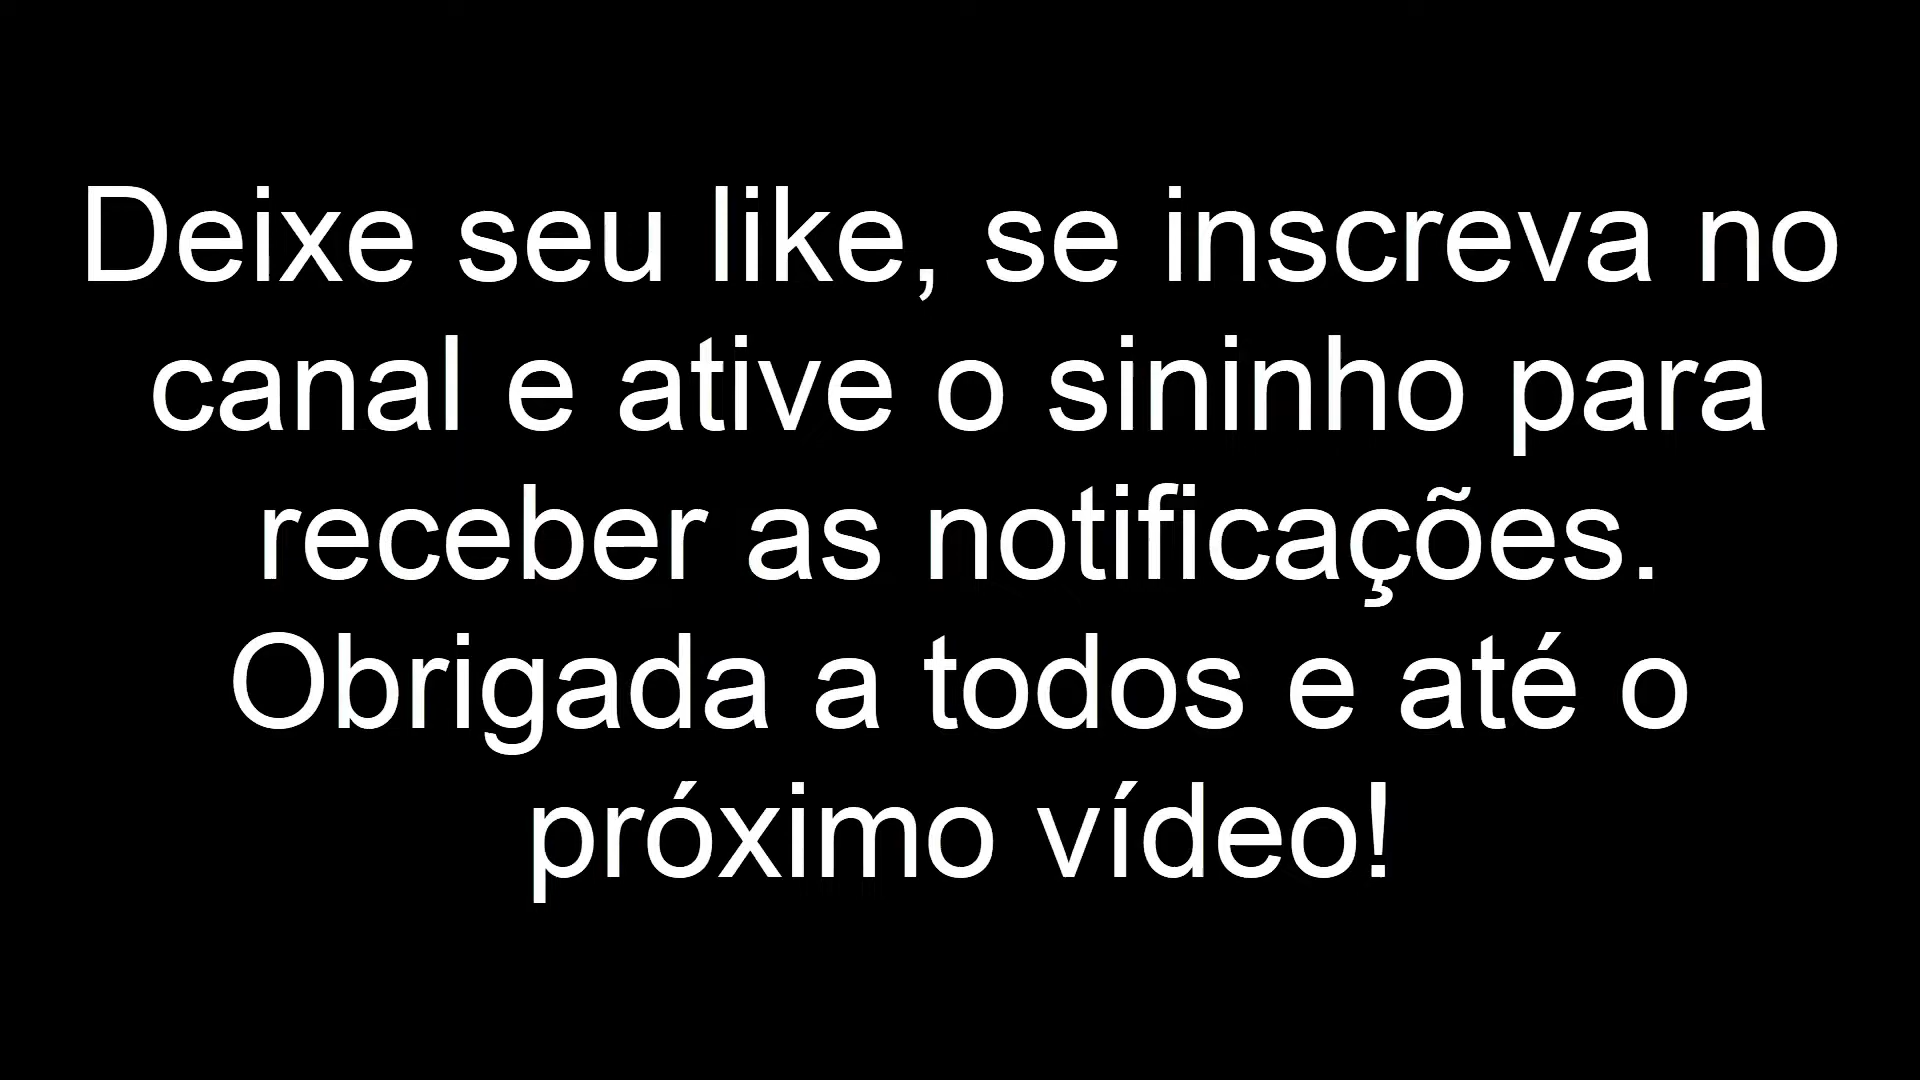 Deixe seu like, se inscreva no
canal e ative o sininho para
receber as notificações.
Obrigada a todos e até o
próximo vídeo!